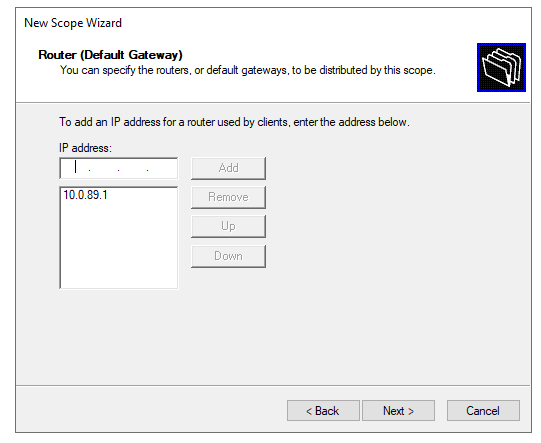 New Scope Wizard
Router (Default Gateway)
You can specify the routers, or default gateways, to be distributed by this scope.
To add an IP address for a router used by clients, enter the address below.
IP address:
. . .
Add
10.0.89.1
Remove
Up
Down
< Back
Next >
Cancel